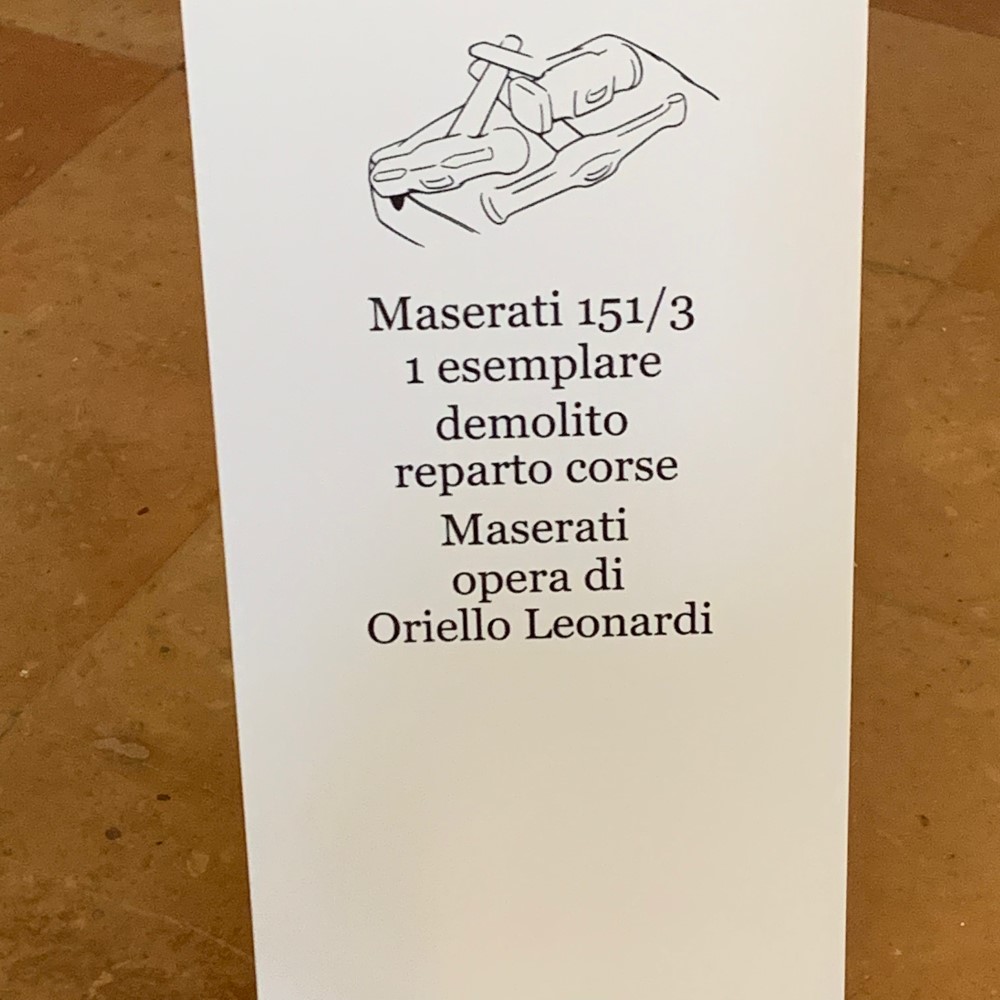 Maserati 151/3
1 esemplare
demolito
reparto corse
Maserati
opera di
Oriello Leonardi